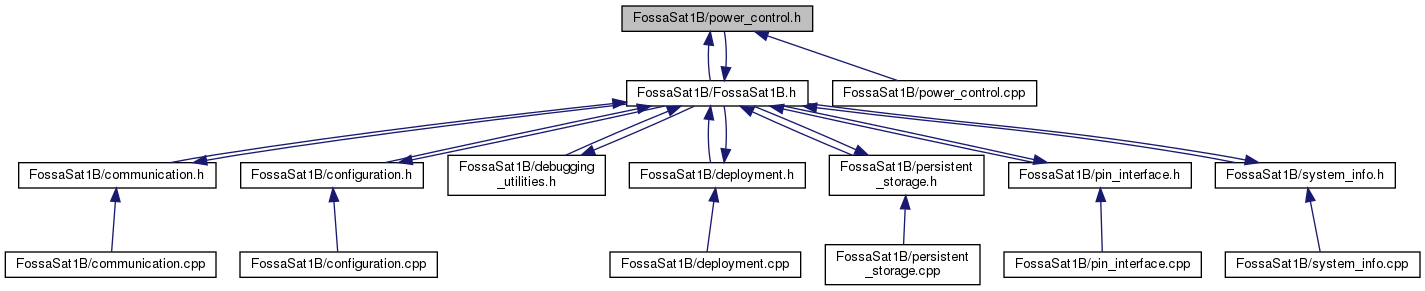 FossaSat1B/power_control.h
FossaSat1B/FossaSat1B.h
FossaSat1B/power_control.cpp
FossaSat1B/communication.h
FossaSat1B/configuration.h
FossaSat1B/debugging
_utilities.h
FossaSat1B/deployment.h
FossaSat1B/persistent
_storage.h
FossaSat1B/pin_interface.h
FossaSat1B/system_info.h
FossaSat1B/communication.cpp
FossaSat1B/configuration.cpp
FossaSat1B/deployment.cpp
FossaSat1B/persistent
_storage.cpp
FossaSat1B/pin_interface.cpp
FossaSat1B/system_info.cpp